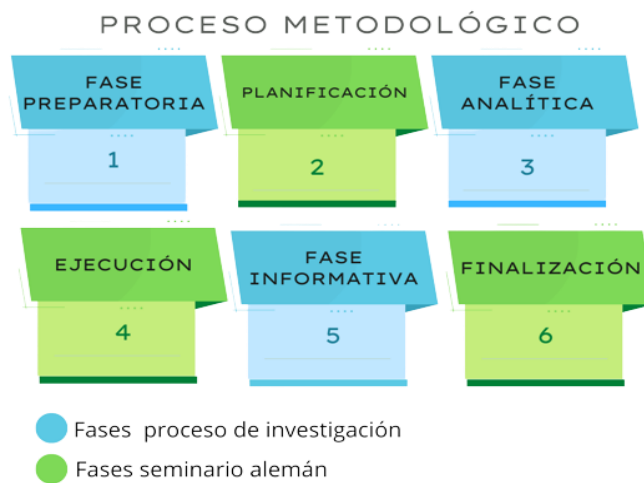 PROCESO METODOLÓGICO
FASE
PREPARATORIA
1
PLANIFICACIÓN
2
FASE
ANALÍTICA
3
EJECUCIÓN
4
FASE
INFORMATIVA
5
FINALIZACIÓN
6
Fases proceso de investigación
Fases seminario alemán